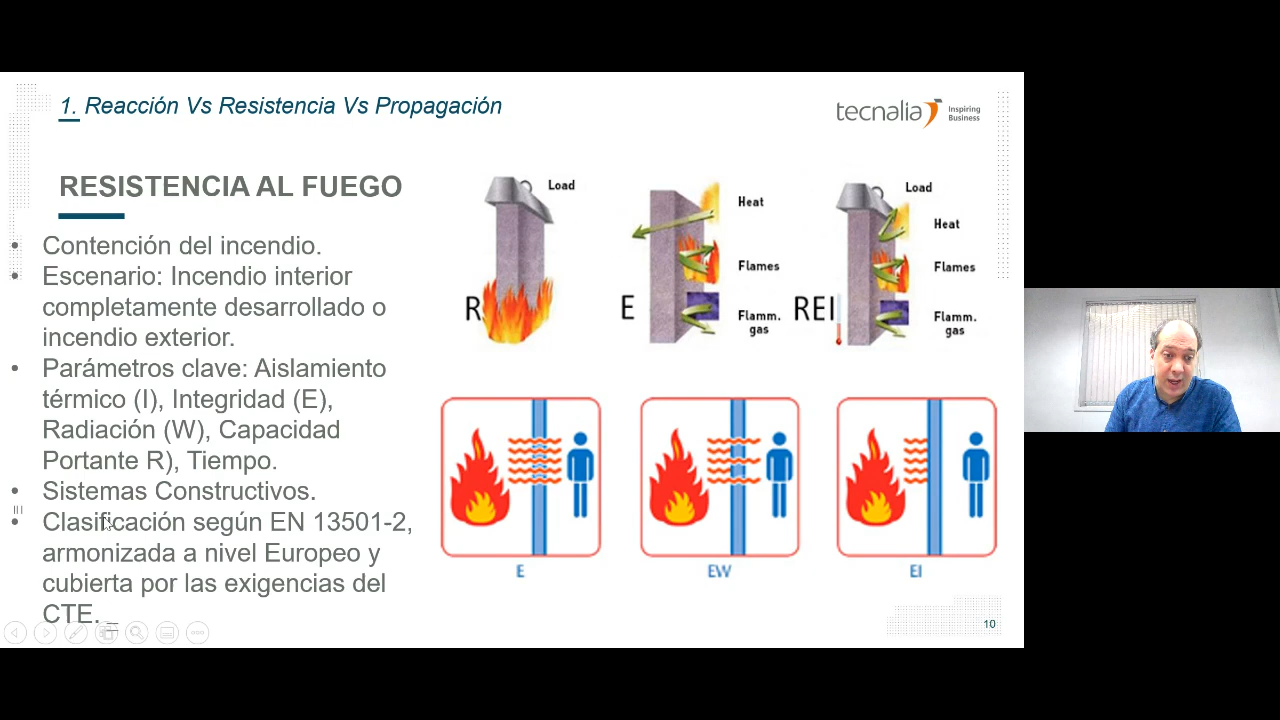 1. Reacción Vs Resistencia Vs Propagación
tecnalia Inspiring
Business
RESISTENCIA AL FUEGO
• Contención del incendio.
• Escenario: Incendio interior
completamente desarrollado o
incendio exterior.
• Parámetros clave: Aislamiento
térmico (I), Integridad (E),
Radiación (W), Capacidad
Portante R), Tiempo.
• Sistemas Constructivos.
• Clasificación según EN 13501-2,
armonizada a nivel Europeo y
cubierta por las exigencias del
CTE. _
Load
R
Heat
Flames
E
Flamm.
gas
Load
Heat
Flames
REI
Flamm.
gas
E
EW
EI
10